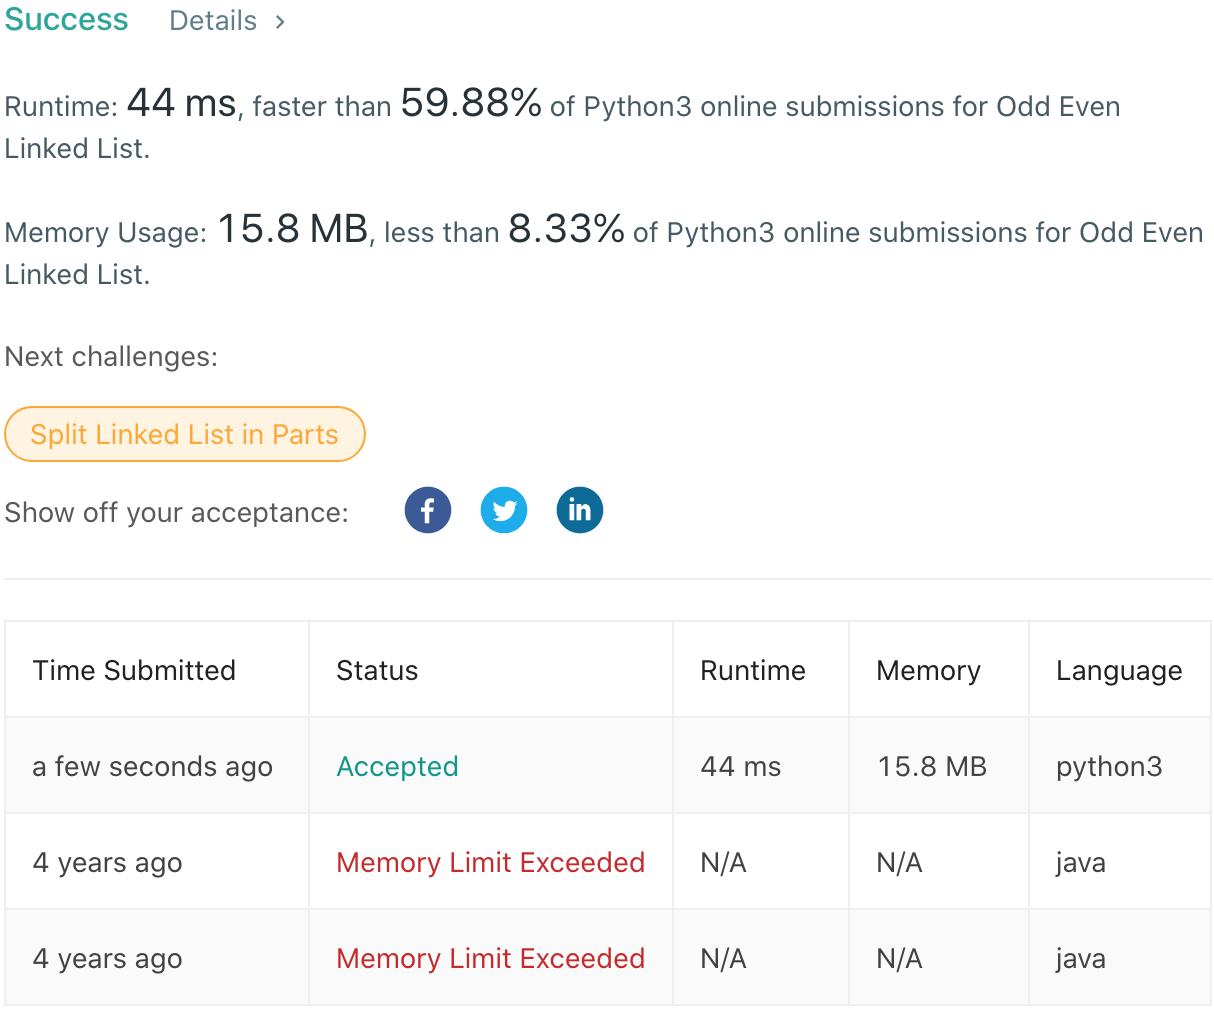 Success Details >
Runtime: 44 ms, faster than 59.88% of Python3 online submissions for Odd Even
Linked List.
Memory Usage: 15.8 MB, less than 8.33% of Python3 online submissions for Odd Even
Linked List.
Next challenges:
Split Linked List in Parts
Show off your acceptance: f in
Time Submitted Status Runtime Memory Language
a few seconds ago Accepted 44 ms 15.8 MB python3
4 years ago Memory Limit Exceeded N/A N/A java
4 years ago Memory Limit Exceeded N/A N/A java